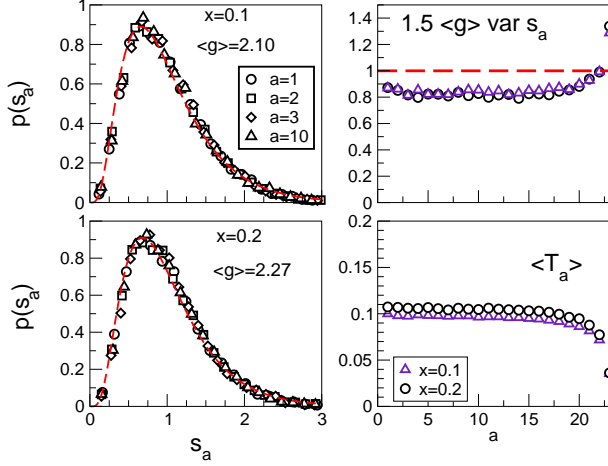 x=0.1
<g>=2.10
a=1
a=2
a=3
a=10
p(s_a)
1
0.8
0.6
0.4
0.2
0
1.5 <g> var s_a
1.4
1.2
1
0.8
0.6
0.4
0.2
0
x=0.2
<g>=2.27
p(s_a)
1
0.8
0.6
0.4
0.2
0
0 1 2 3
s_a
<T_a>
0.2
0.15
0.1
0.05
0
x=0.1
x=0.2
0 5 10 15 20
a